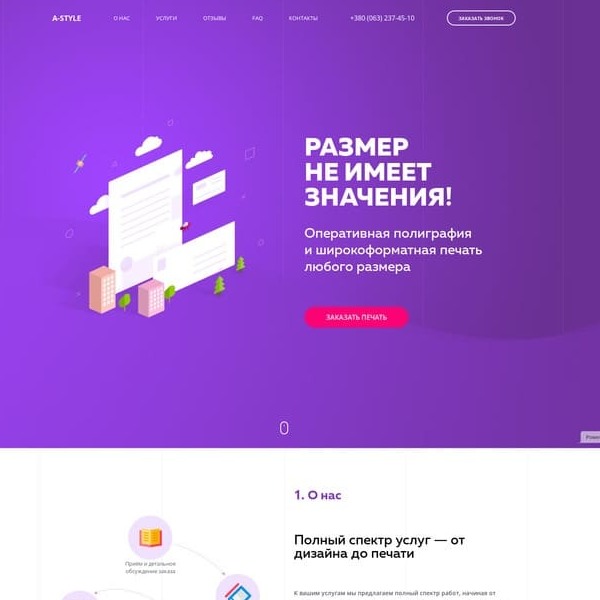 A-STYLE
О НАС
УСЛУГИ
ОТЗЫВЫ
FAQ
КОНТАКТЫ
+380 (063) 237-45-10
ЗАКАЗАТЬ ЗВОНОК
РАЗМЕР
НЕ ИМЕЕТ
ЗНАЧЕНИЯ!
Оперативная полиграфия
и широкоформатная печать
любого размера
ЗАКАЗАТЬ ПЕЧАТЬ
1. О нас
Полный спектр услуг — от
дизайна до печати
Прием и детальное
обсуждение заказа
К вашим услугам мы предлагаем полный спектр работ, начиная от